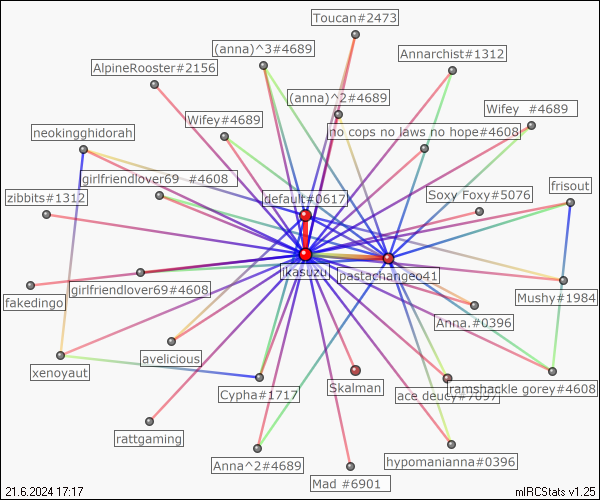 Toucan#2473
(anna)^3#4689
Annarchist#1312
AlpineRooster#2156
(anna)^2#4689
Wifey #4689
Wifey#4689
no cops no laws no hope#4608
neokingghidorah
girlfriendlover69 #4608
frisout
zibbits#1312
default#0617
Soxy Foxy#5076
ikasuzu
pastachangeo41
fakedingo
girlfriendlover69#4608
Mushy#1984
Anna.#0396
avelicious
xenoyaut
Cypha#1717
Skalman
ace deucy#7697
ramshackle gorey#4608
rattgaming
Anna^2#4689
hypomanianna#0396
Mad #6901
21.6.2024 17:17
mIRCStats v1.25